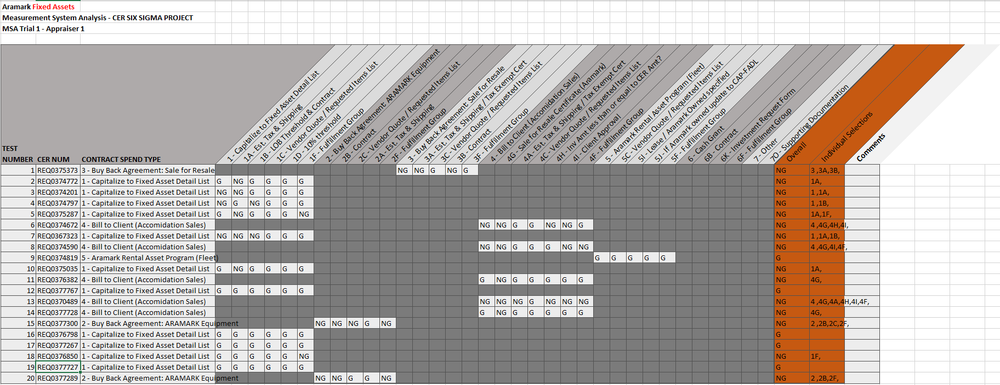 Aramark Fixed Assets
Measurement System Analysis - CER SIX SIGMA PROJECT
MSA Trial 1 - Appraiser 1
TEST NUMBER
CER NUM
CONTRACT SPEND TYPE
1 - Capitalize to Fixed Asset Detail List
1A - Est. Tax & Shipping
1B - LOB Threshold & Contract
1C - Vendor Quote / Requested Items List
1D - 10% threshold
1F - Fulfillment Group
2 - Buy Back Agreement: ARAMARK Equipment
2B - Contract
2C - Vendor Quote / Requested Items List
2A - Est. Tax & Shipping
2F - Fulfillment Group
3 - Buy Back Agreement: Sale for Resale
3A - Est. Tax & Shipping / Tax Exempt Cert
3C - Vendor Quote / Requested Items List
3B - Contract
3F - Fulfillment Group
4 - Bill to Client (Accomidation Sales)
4G - Sale for Resale Certificate (Aramark)
4A - Est. Tax & Shipping / Tax Exempt Cert
4C - Vendor Quote / Requested Items List
4H - Inv Amt less than or equal to CER Amt?
4I - Client Approval
4F - Fulfillment Group
5 - Aramark Rental Asset Program (Fleet)
5C - Vendor Quote / Requested Items List
5I - Lease / Aramark Owned specified
5J - If Aramark owned update to CAP-FADL
5F - Fulfillment Group
6 - Cash Grant
6B - Contract
6K - Investment Request Form
6F - Fulfillment Group
7 - Other
7O - Supporting Documentation
Overall
Individual Selections
Comments
1 REQ0375373 3 - Buy Back Agreement: Sale for Resale NG NG G NG G NG 3 ,3A,3B,
2 REQ0374772 1 - Capitalize to Fixed Asset Detail List G NG G G G G NG 1A,
3 REQ0374201 1 - Capitalize to Fixed Asset Detail List NG NG G G G G NG 1 ,1A,
4 REQ0374797 1 - Capitalize to Fixed Asset Detail List NG G NG G G G NG 1 ,1B,
5 REQ0375287 1 - Capitalize to Fixed Asset Detail List G NG G G G NG NG 1A,1F,
6 REQ0374672 4 - Bill to Client (Accomidation Sales) NG NG G G NG NG G NG 4 ,4G,4H,4I,
7 REQ0367323 1 - Capitalize to Fixed Asset Detail List NG NG NG G G G NG 1 ,1A,1B,
8 REQ0374590 4 - Bill to Client (Accomidation Sales) NG NG G G G NG NG NG 4 ,4G,4I,4F,
9 REQ0374819 5 - Aramark Rental Asset Program (Fleet) G G G G G G
10 REQ0375035 1 - Capitalize to Fixed Asset Detail List G NG G G G G NG 1A,
11 REQ0376382 4 - Bill to Client (Accomidation Sales) G NG G G G G G NG 4G,
12 REQ0377767 1 - Capitalize to Fixed Asset Detail List G G G G G G G
13 REQ0370489 4 - Bill to Client (Accomidation Sales) NG NG NG G NG NG NG NG 4 ,4G,4A,4H,4I,4F,
14 REQ0377728 4 - Bill to Client (Accomidation Sales) G NG G G G G G NG 4G,
15 REQ0377300 2 - Buy Back Agreement: ARAMARK Equipment NG NG NG G NG NG 2 ,2B,2C,2F,
16 REQ0376798 1 - Capitalize to Fixed Asset Detail List G G G G G G G
17 REQ0377267 1 - Capitalize to Fixed Asset Detail List G G G G G G G
18 REQ0376850 1 - Capitalize to Fixed Asset Detail List G G G G G NG NG 1F,
19 REQ0377727 1 - Capitalize to Fixed Asset Detail List G G G G G G G
20 REQ0377289 2 - Buy Back Agreement: ARAMARK Equipment NG NG G G NG NG 2 ,2B,2F,